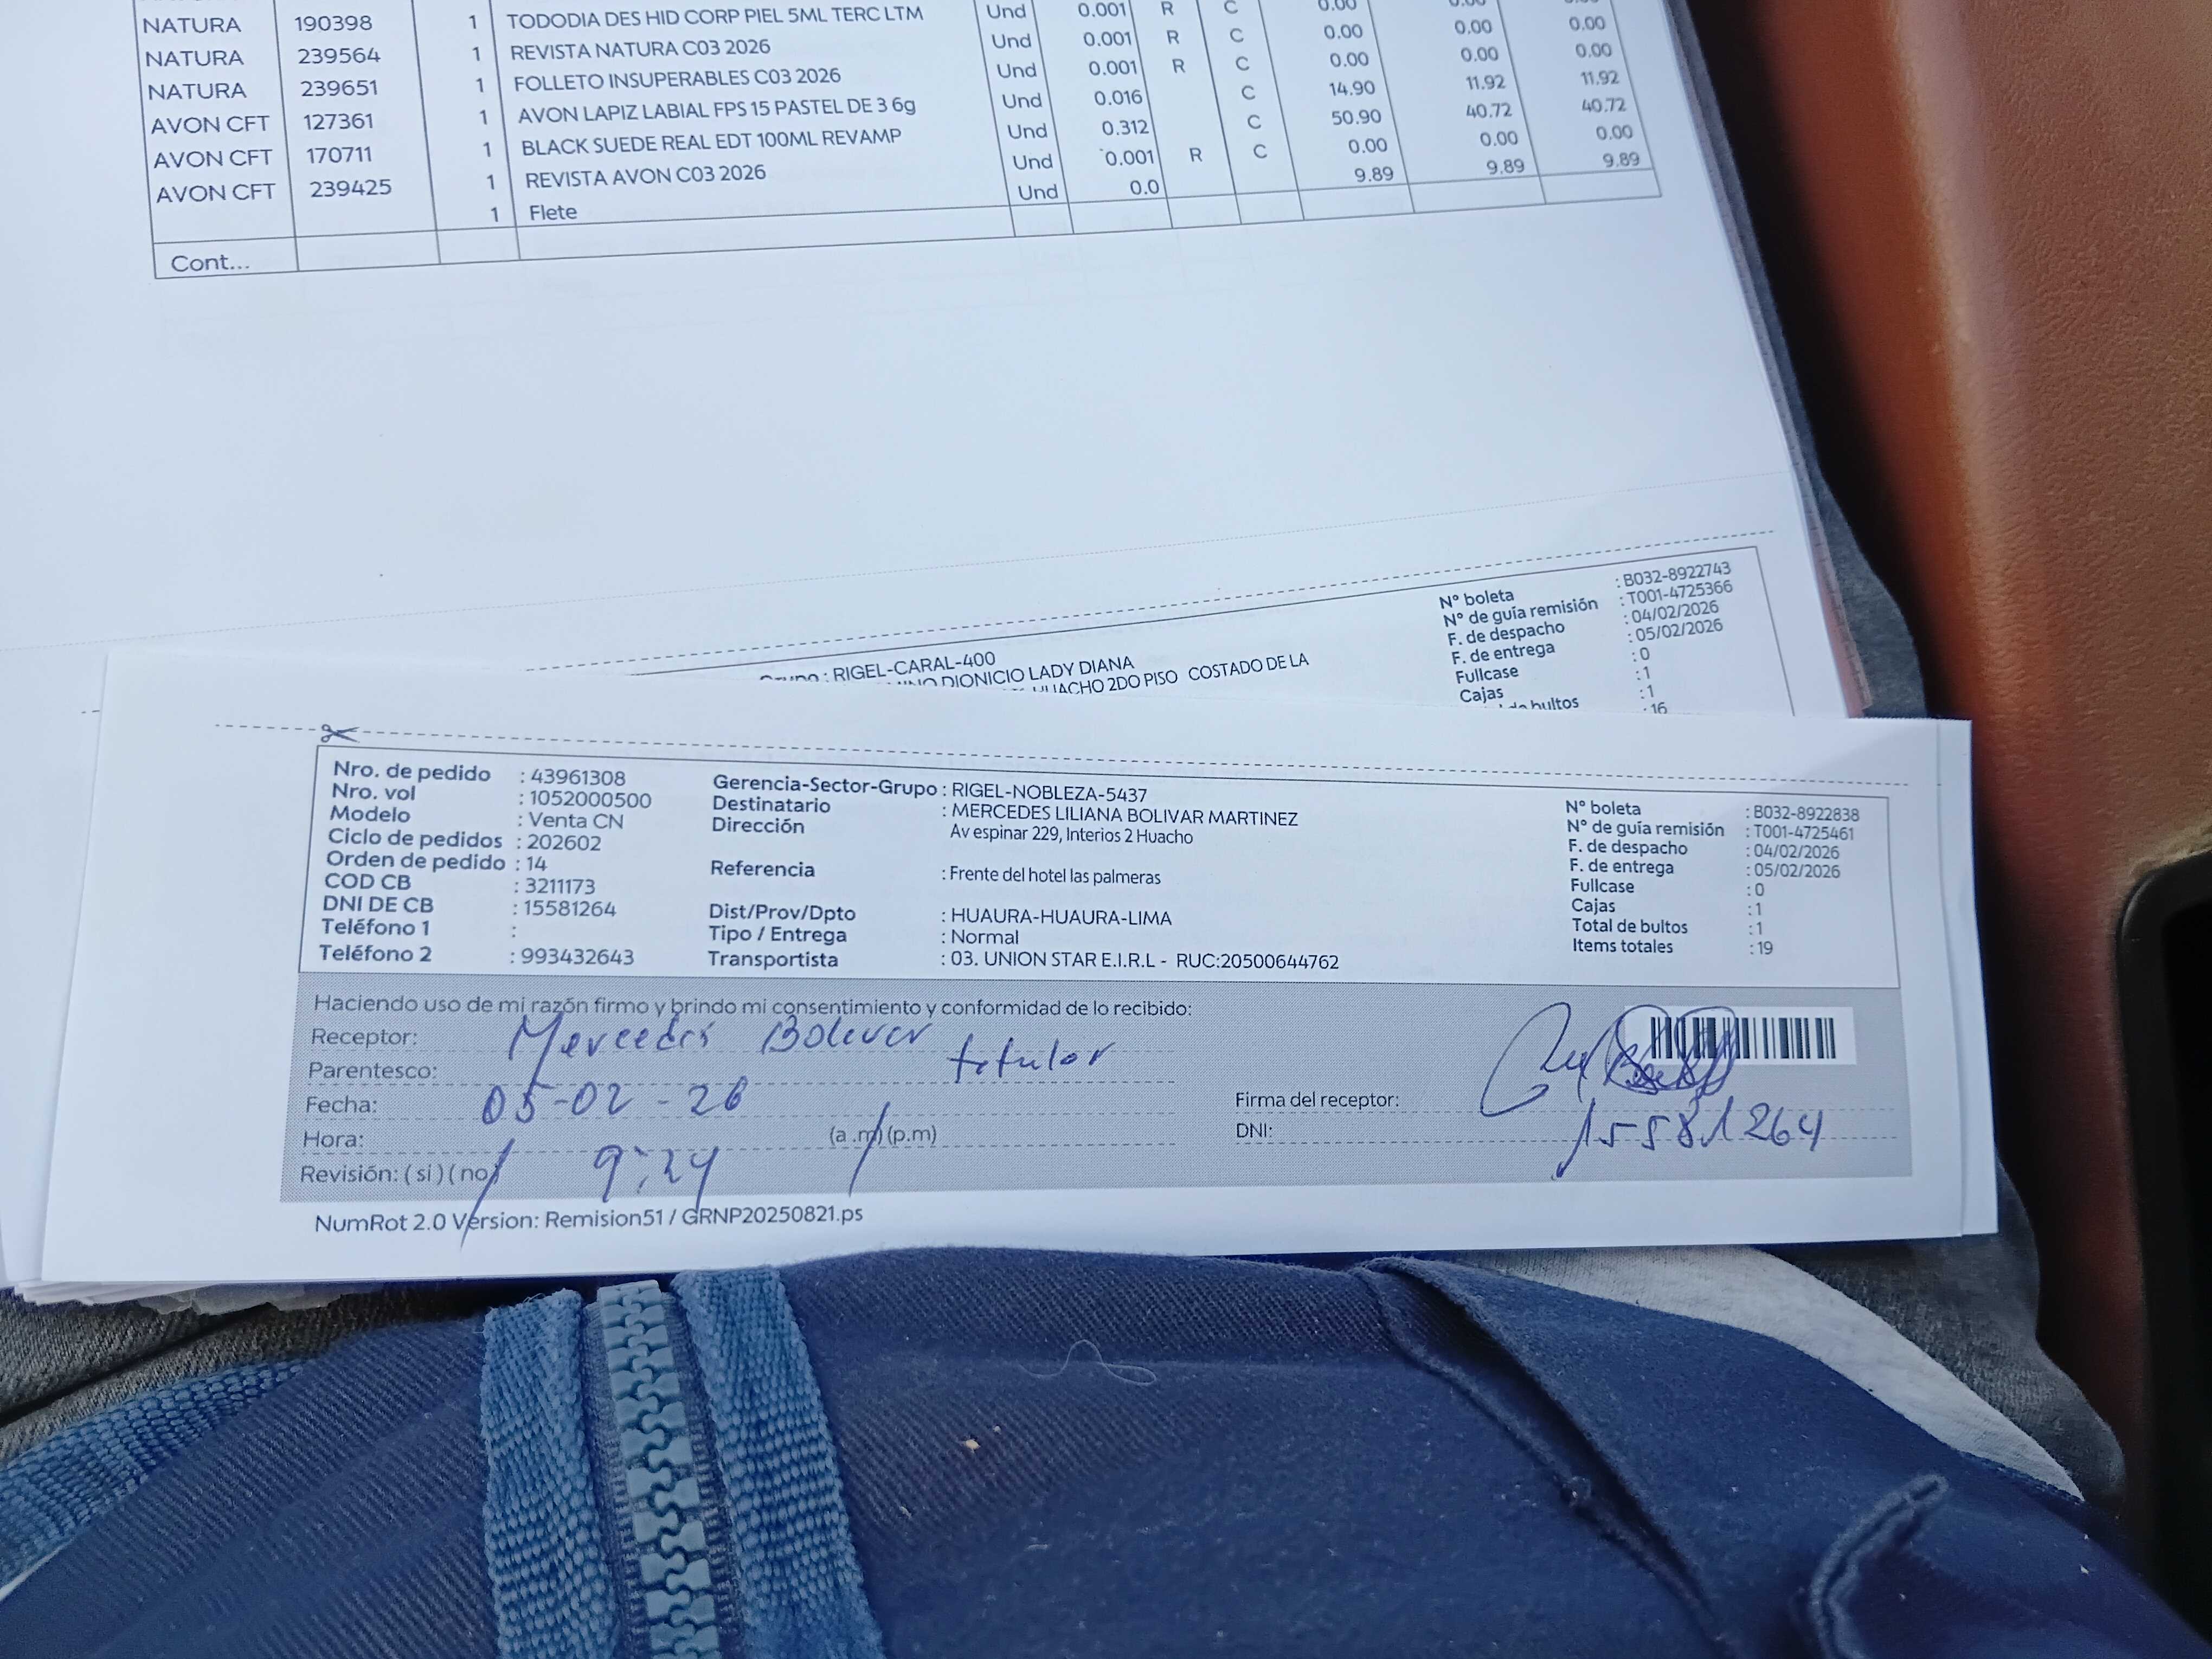 NATURA 190398 1 TODODIA DES HID CORP PIEL 5ML TERC LTM Und 0.001 R C 0.00 0.00
NATURA 239564 1 REVISTA NATURA C03 2026 Und 0.001 R C 0.00 0.00 0.00
NATURA 239651 1 FOLLETO INSUPERABLES C03 2026 Und 0.001 R C 0.00 0.00 0.00
AVON CFT 127361 1 AVON LAPIZ LABIAL FPS 15 PASTEL DE 3 6g Und 0.016 C 14.90 11.92 11.92
AVON CFT 170711 1 BLACK SUEDE REAL EDT 100ML REVAMP Und 0.312 C 50.90 40.72 40.72
AVON CFT 239425 1 REVISTA AVON C03 2026 Und 0.001 R C 0.00 0.00 0.00
1 Flete Und 0.0 9.89 9.89 9.89
Cont...
: RIGEL-CARAL-400
DIONICIO LADY DIANA
HUACHO 2DO PISO COSTADO DE LA
N° boleta : B032-8922743
N° de guía remisión : T001-4725366
F. de despacho : 04/02/2026
F. de entrega : 05/02/2026
Fullcase : 0
Cajas : 1
de bultos : 1
: 16
Nro. de pedido : 43961308
Nro. vol : 1052000500
Modelo : Venta CN
Ciclo de pedidos : 202602
Orden de pedido : 14
COD CB : 3211173
DNI DE CB : 15581264
Teléfono 1 :
Teléfono 2 : 993432643
Gerencia-Sector-Grupo : RIGEL-NOBLEZA-5437
Destinatario : MERCEDES LILIANA BOLIVAR MARTINEZ
Dirección Av espinar 229, Interios 2 Huacho
Referencia : Frente del hotel las palmeras
Dist/Prov/Dpto : HUAURA-HUAURA-LIMA
Tipo / Entrega : Normal
Transportista : 03. UNION STAR E.I.R.L - RUC:20500644762
N° boleta : B032-8922838
N° de guía remisión : T001-4725461
F. de despacho : 04/02/2026
F. de entrega : 05/02/2026
Fullcase : 0
Cajas : 1
Total de bultos : 1
Items totales : 19
Haciendo uso de mi razón firmo y brindo mi consentimiento y conformidad de lo recibido:
Receptor: Mercedes Bolivar
Parentesco: titular
Fecha: 05-02-26
Hora: 9:24 (a.m) (p.m)
Revisión: ( si ) ( no )
Firma del receptor:
DNI: 15581264
NumRot 2.0 Version: Remision51 / GRNP20250821.ps